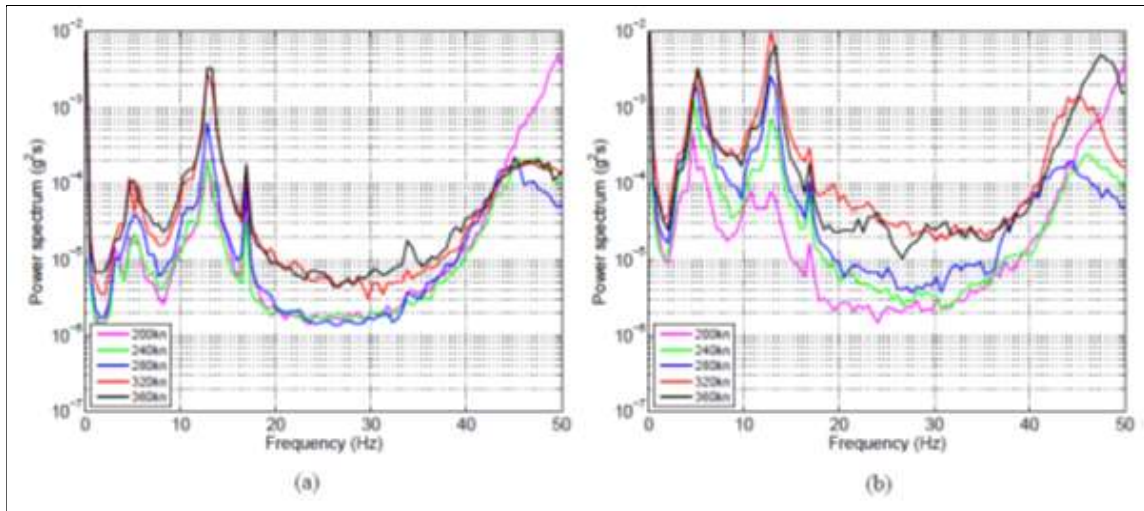 10⁻²
10⁻³
10⁻⁴
10⁻⁵
10⁻⁶
10⁻⁷
Power spectrum (g²s)
200kn
240kn
280kn
320kn
360kn
0 10 20 30 40 50
Frequency (Hz)
(a)
10⁻²
10⁻³
10⁻⁴
10⁻⁵
10⁻⁶
10⁻⁷
Power spectrum (g²s)
200kn
240kn
280kn
320kn
360kn
0 10 20 30 40 50
Frequency (Hz)
(b)